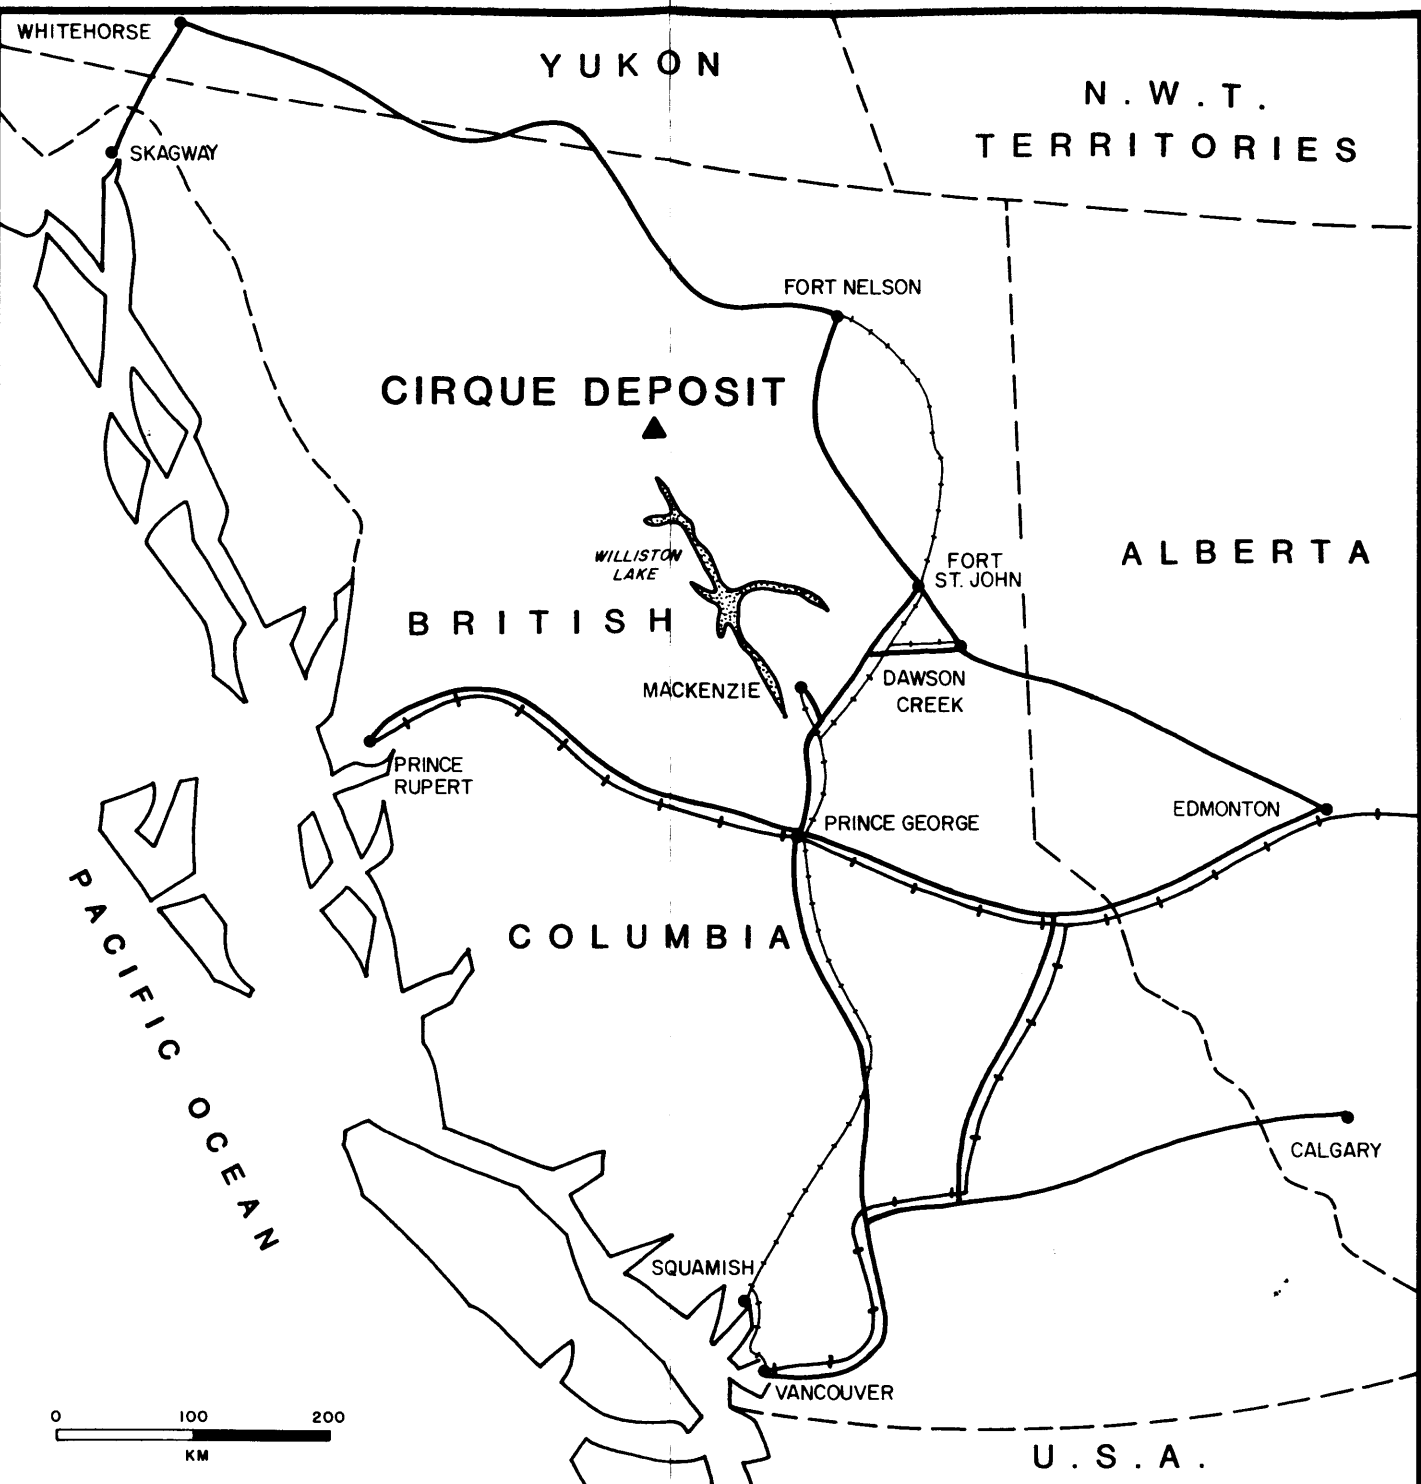 WHITEHORSE
YUKON
N.W.T.
TERRITORIES
SKAGWAY
FORT NELSON
CIRQUE DEPOSIT
WILLISTON
LAKE
FORT
ST. JOHN
ALBERTA
BRITISH
MACKENZIE
DAWSON
CREEK
PRINCE
RUPERT
PRINCE GEORGE
EDMONTON
COLUMBIA
PACIFIC OCEAN
CALGARY
SQUAMISH
VANCOUVER
0 100 200
KM
U.S.A.